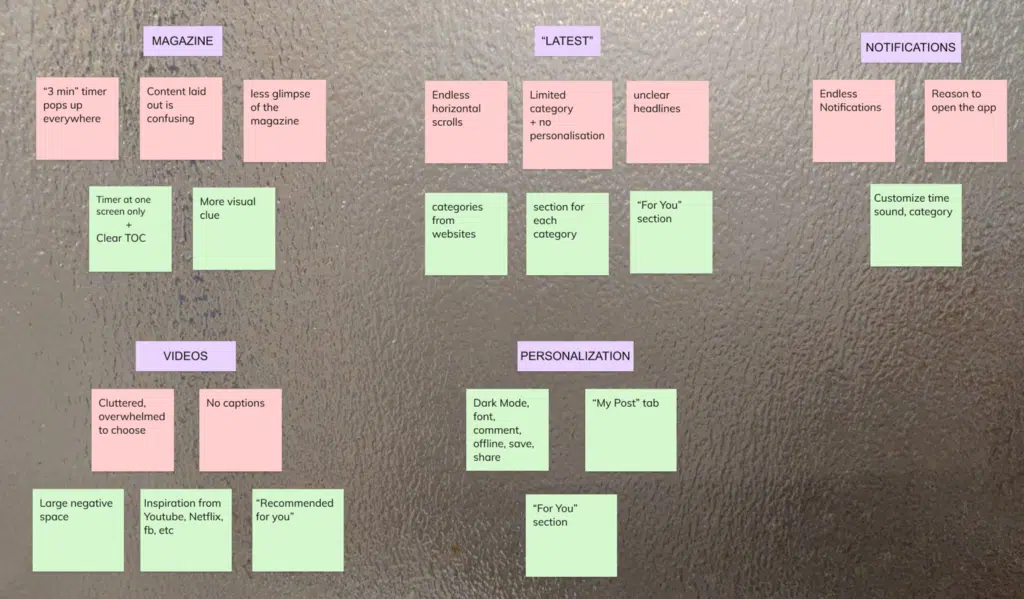 MAGAZINE
“3 min” timer
pops up
everywhere
Content laid
out is
confusing
less glimpse
of the
magazine
Timer at one
screen only
+
Clear TOC
More visual
clue
“LATEST”
Endless
horizontal
scrolls
Limited
category
+ no
personalisation
unclear
headlines
categories
from
websites
section for
each
category
“For You”
section
NOTIFICATIONS
Endless
Notifications
Reason to
open the app
Customize time
sound, category
VIDEOS
Cluttered,
overwhelmed
to choose
No captions
Large negative
space
Inspiration from
Youtube, Netflix,
fb, etc
“Recommended
for you”
PERSONALIZATION
Dark Mode,
font,
comment,
offline, save,
share
“My Post” tab
“For You”
section